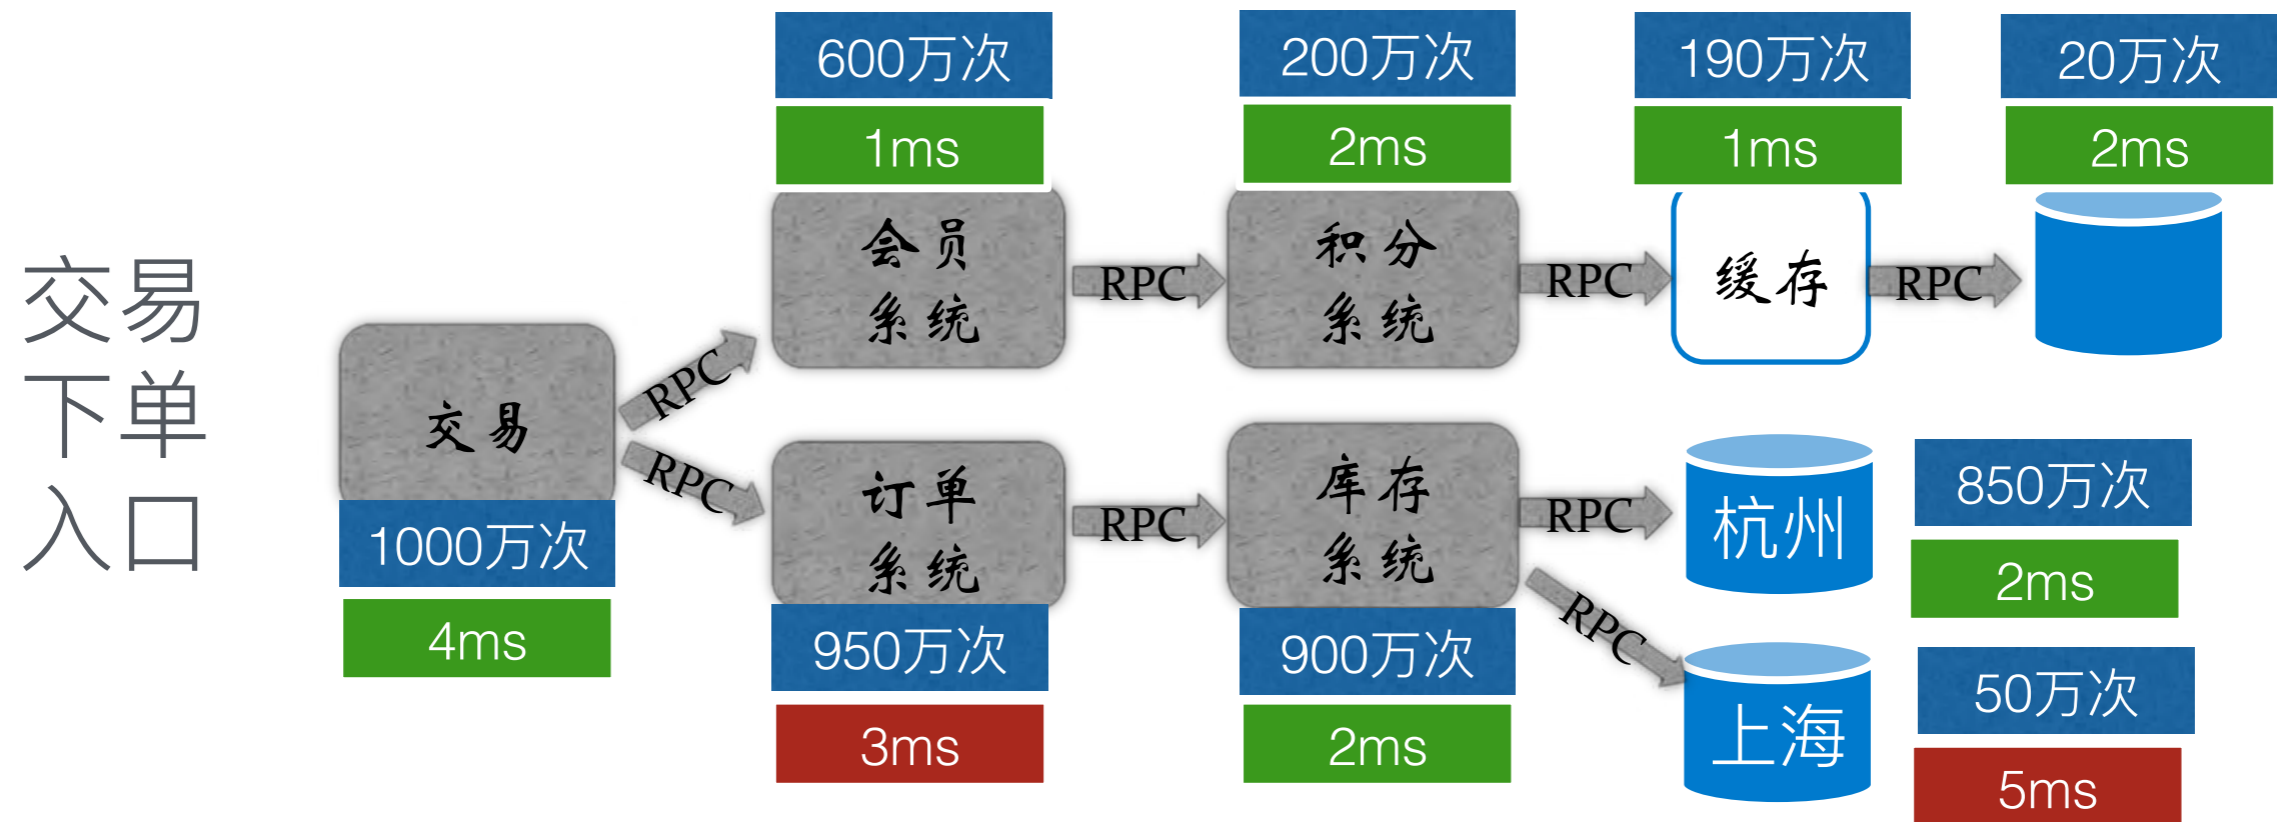 交易
下单
入口
600万次
1ms
会员
系统
RPC
200万次
2ms
积分
系统
RPC
190万次
1ms
缓存
RPC
20万次
2ms
交易
1000万次
4ms
RPC
RPC
订单
系统
950万次
3ms
RPC
库存
系统
900万次
2ms
RPC
杭州
850万次
2ms
RPC
上海
50万次
5ms